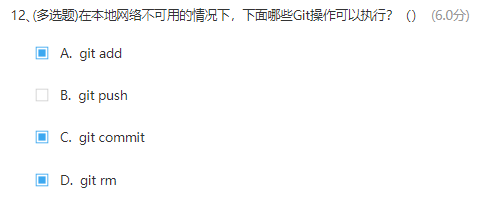 12、(多选题)在本地网络不可用的情况下，下面哪些Git操作可以执行？ （） (6.0分)
A. git add
B. git push
C. git commit
D. git rm